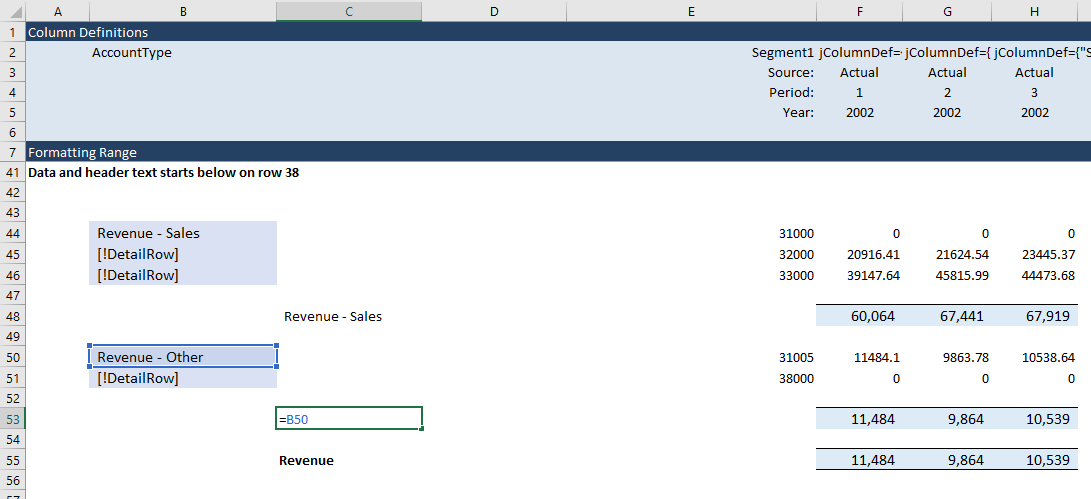 A B C D E F G H
1 Column Definitions
2 AccountType Segment1 jColumnDef= jColumnDef={ jColumnDef={"S
3 Source: Actual Actual Actual
4 Period: 1 2 3
5 Year: 2002 2002 2002
6
7 Formatting Range
41 Data and header text starts below on row 38
42
43
44 Revenue - Sales 31000 0 0 0
45 [!DetailRow] 32000 20916.41 21624.54 23445.37
46 [!DetailRow] 33000 39147.64 45815.99 44473.68
47
48 Revenue - Sales 60,064 67,441 67,919
49
50 Revenue - Other 31005 11484.1 9863.78 10538.64
51 [!DetailRow] 38000 0 0 0
52
53 =B50 11,484 9,864 10,539
54
55 Revenue 11,484 9,864 10,539
56